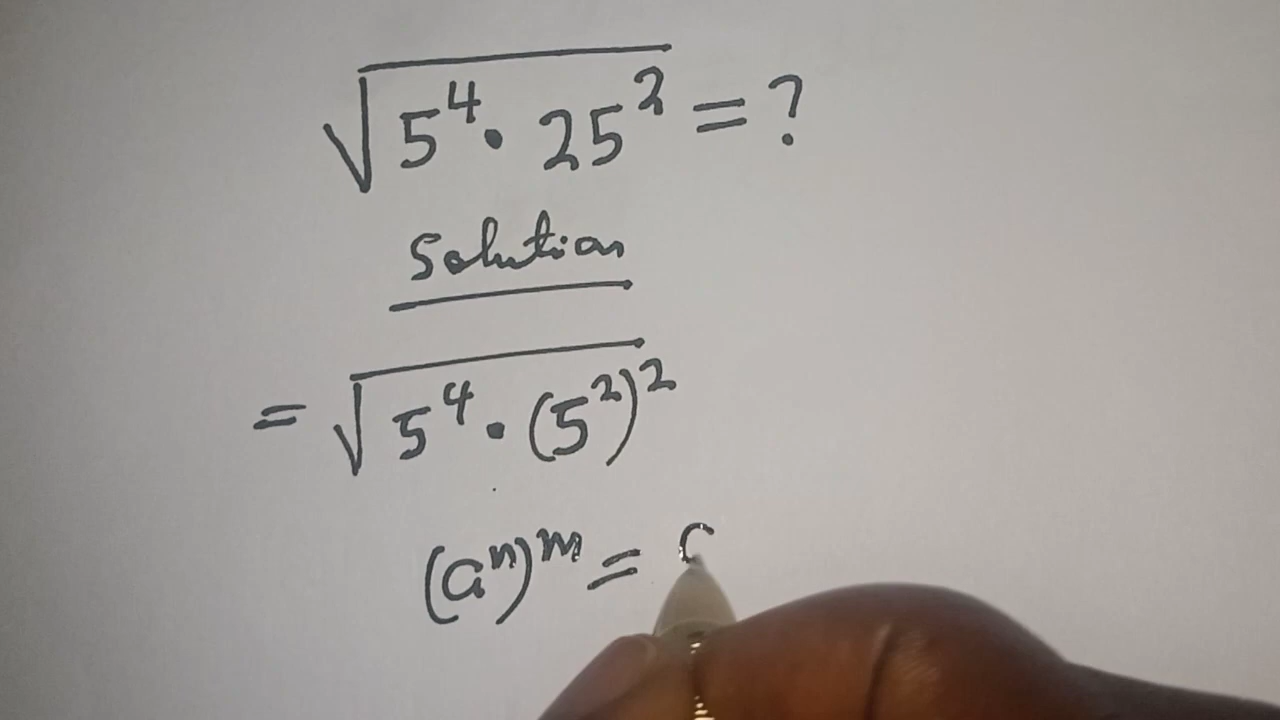 √(5⁴ · 25²) = ?
Solution
= √(5⁴ · (5²)²)
(aⁿ)ᵐ =